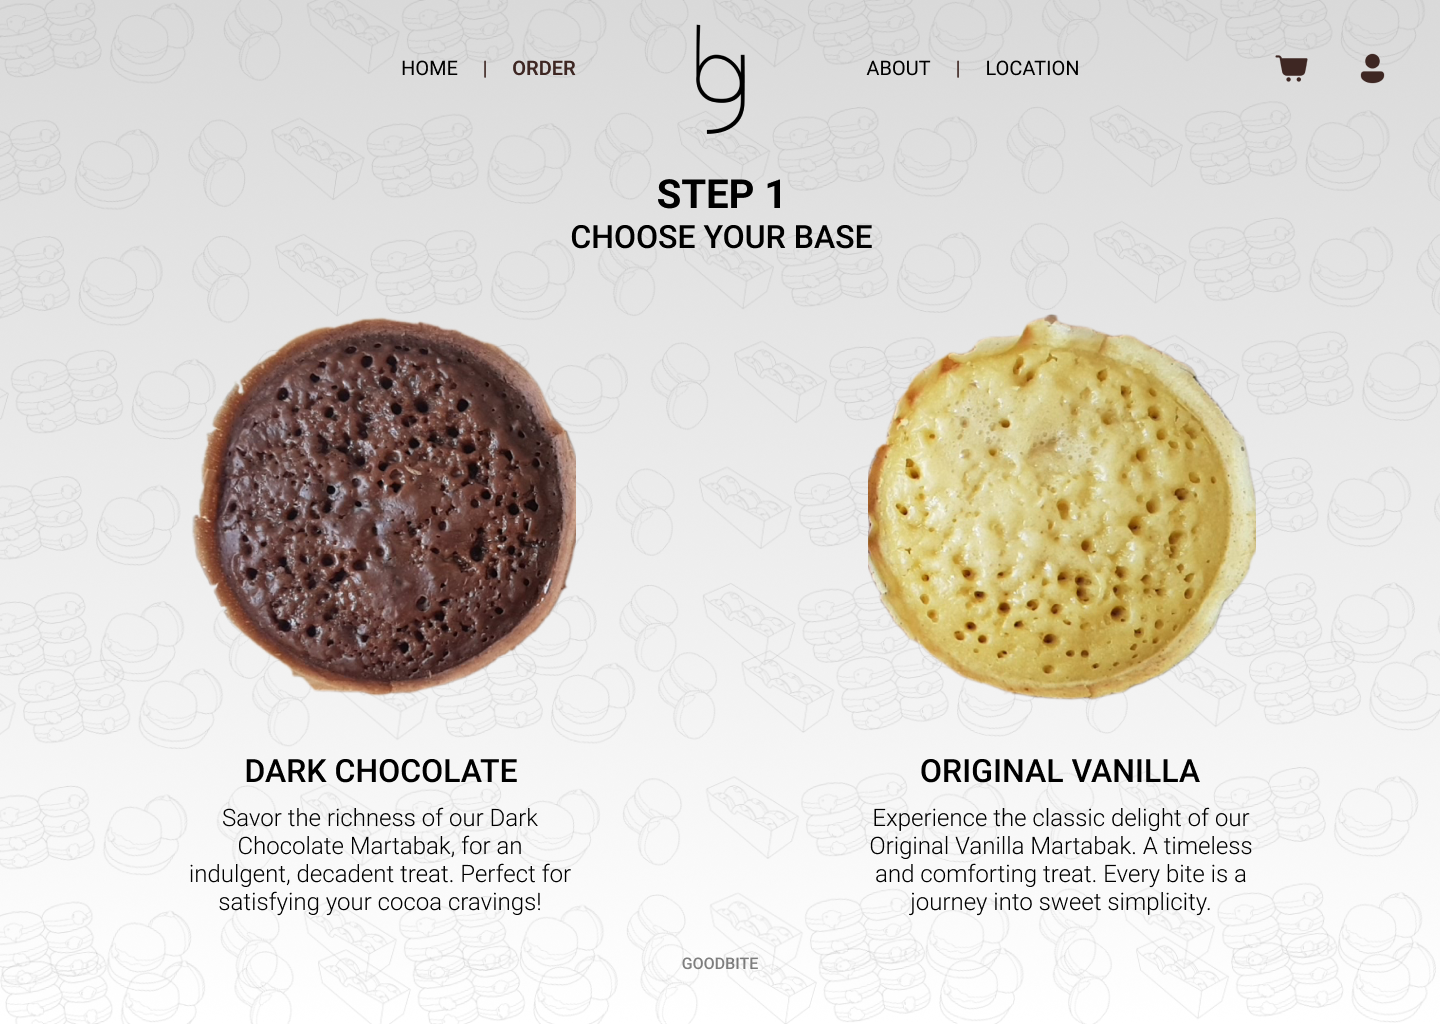 HOME | ORDER
bg
ABOUT | LOCATION
STEP 1
CHOOSE YOUR BASE
DARK CHOCOLATE
Savor the richness of our Dark
Chocolate Martabak, for an
indulgent, decadent treat. Perfect for
satisfying your cocoa cravings!
ORIGINAL VANILLA
Experience the classic delight of our
Original Vanilla Martabak. A timeless
and comforting treat. Every bite is a
journey into sweet simplicity.
GOODBITE